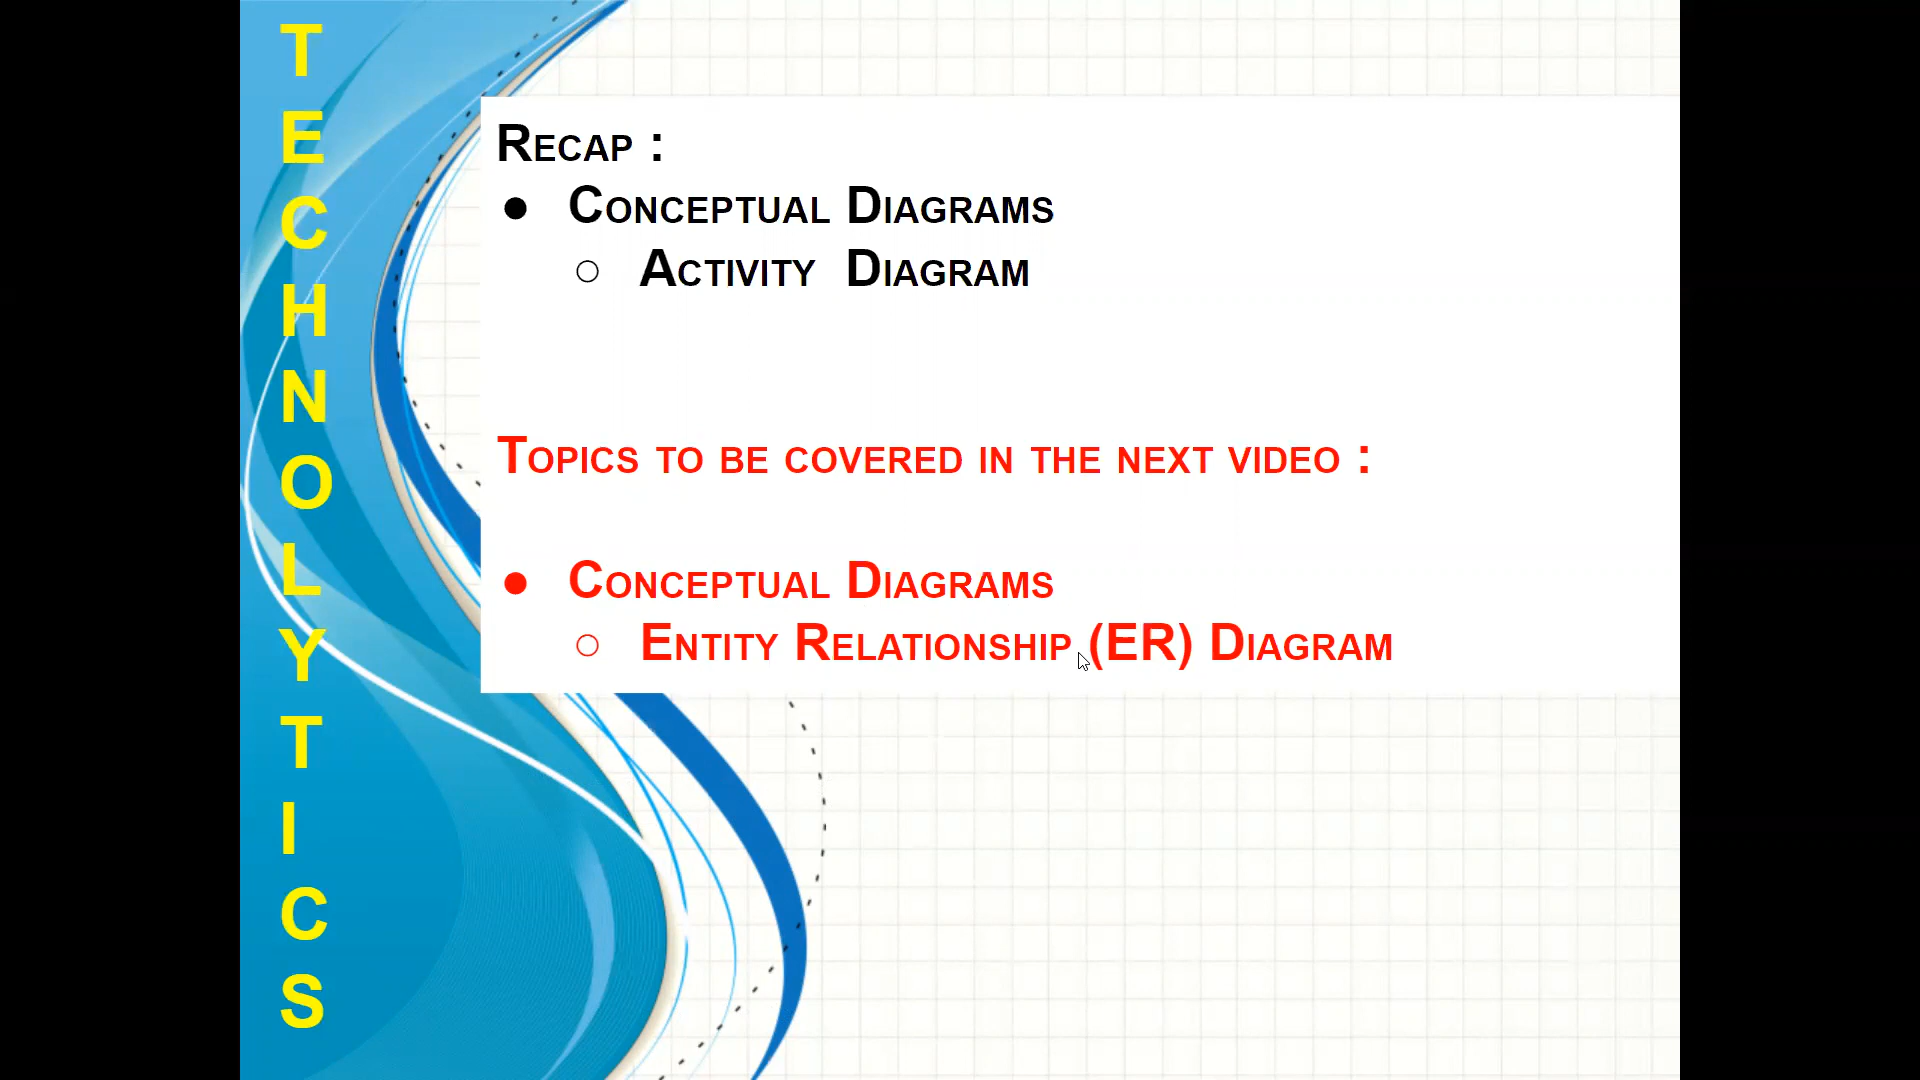 TECHNOLYTICS
RECAP :
● CONCEPTUAL DIAGRAMS
○ ACTIVITY DIAGRAM
TOPICS TO BE COVERED IN THE NEXT VIDEO :
● CONCEPTUAL DIAGRAMS
○ ENTITY RELATIONSHIP (ER) DIAGRAM